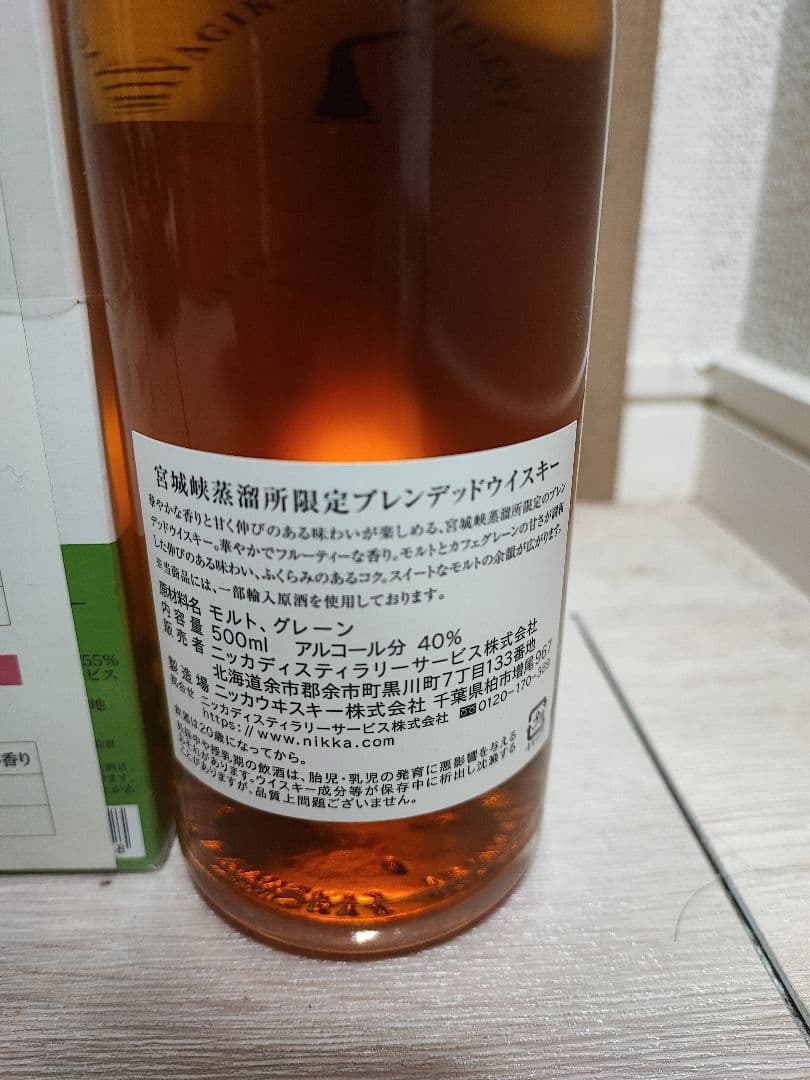 宮城峡蒸溜所限定ブレンデッドウイスキー
華やかな香りと甘く伸びのある味わいが楽しめる、宮城峡蒸溜所限定のブレン
デッドウイスキー。華やかでフルーティーな香り。モルトとカフェグレーンの甘さが調和
した伸びのある味わい、ふくらみのあるコク。スイートなモルトの余韻が広がります。
※当商品には、一部輸入原酒を使用しております。
原材料名 モルト、グレーン
内容量 500ml アルコール分 40%
販売者 ニッカディスティラリーサービス株式会社
北海道余市郡余市町黒川町7丁目133番地
製造場 ニッカウヰスキー株式会社 千葉県柏市増尾967
問合せ ニッカディスティラリーサービス株式会社 0120-170-389
https://www.nikka.com
飲酒は20歳になってから。
妊娠中や授乳期の飲酒は、胎児・乳児の発育に悪影響を与える
おそれがあります。ウイスキー成分等が保存中に析出し沈澱する
ことがありますが、品質上問題ございません。
55%
ビス
地
香り